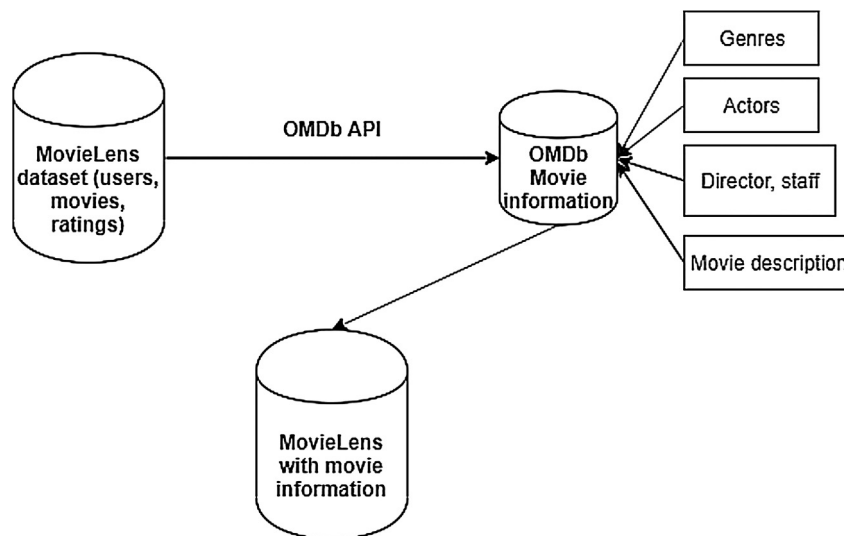 MovieLens
dataset (users,
movies,
ratings)
OMDb API
OMDb
Movie
information
Genres
Actors
Director, staff
Movie description
MovieLens
with movie
information